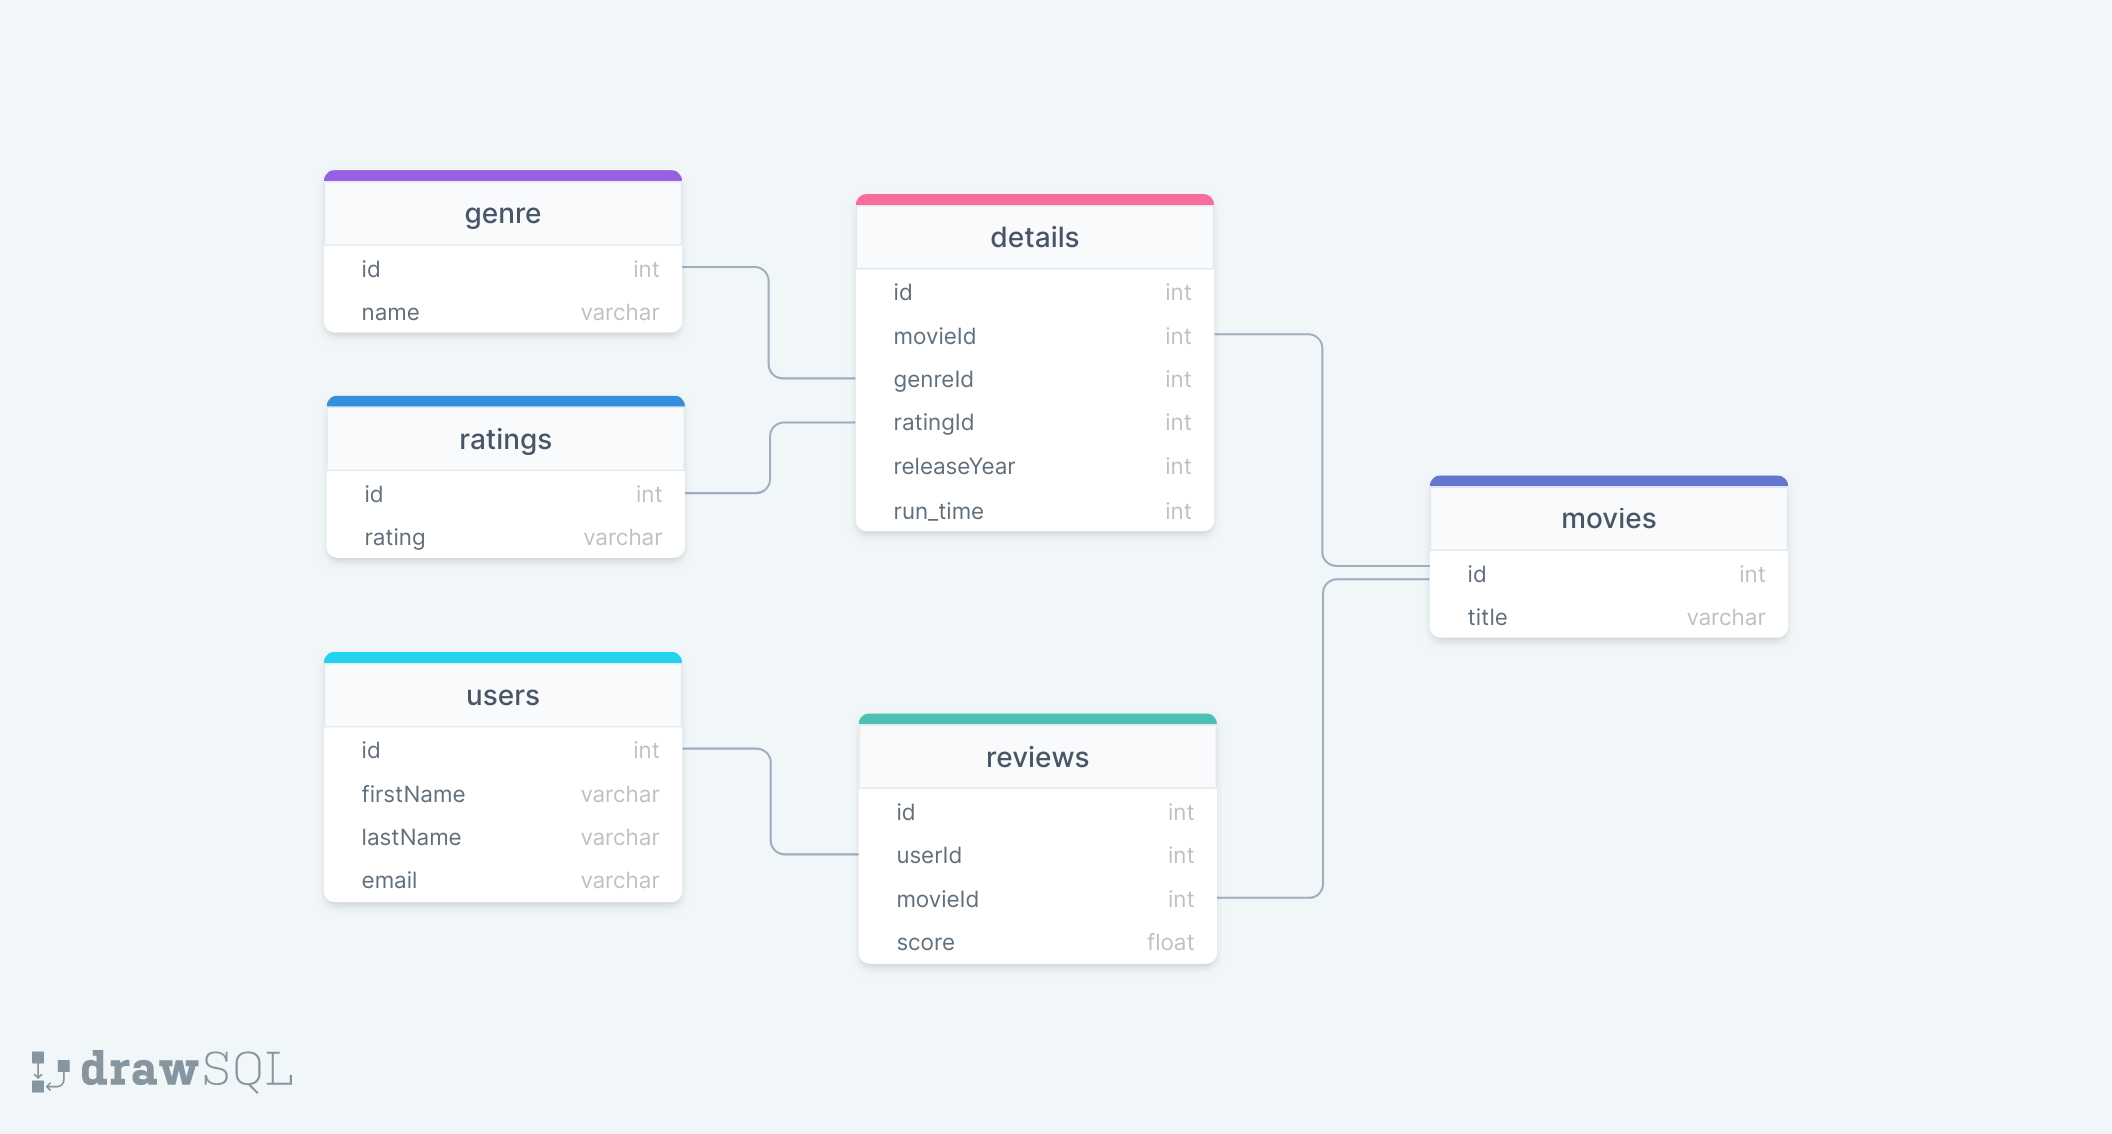 genre
id int
name varchar
ratings
id int
rating varchar
users
id int
firstName varchar
lastName varchar
email varchar
details
id int
movieId int
genreId int
ratingId int
releaseYear int
run_time int
reviews
id int
userId int
movieId int
score float
movies
id int
title varchar
drawSQL